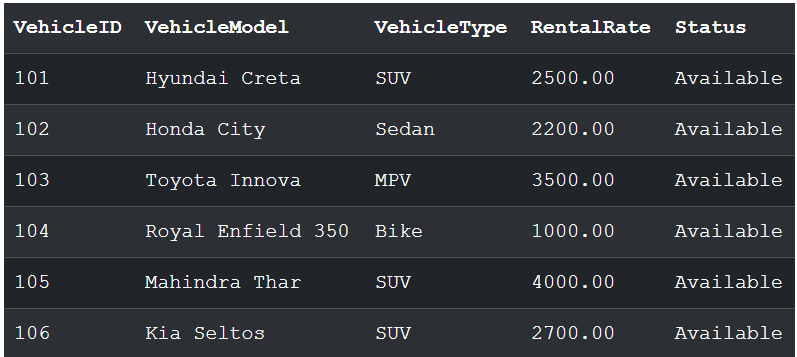 VehicleID VehicleModel VehicleType RentalRate Status
101 Hyundai Creta SUV 2500.00 Available
102 Honda City Sedan 2200.00 Available
103 Toyota Innova MPV 3500.00 Available
104 Royal Enfield 350 Bike 1000.00 Available
105 Mahindra Thar SUV 4000.00 Available
106 Kia Seltos SUV 2700.00 Available